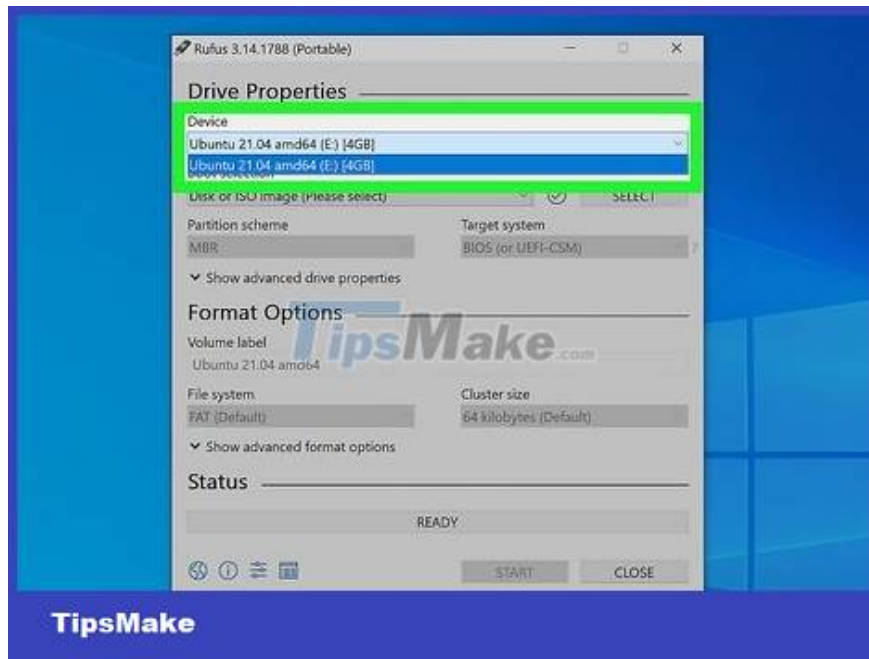 Rufus 3.14.1788 (Portable)
Drive Properties
Device
Ubuntu 21.04 amd64 (E:) [4GB]
Ubuntu 21.04 amd64 (E:) [4GB]
Boot selection
Disk or ISO image (Please select)
SELECT
Partition scheme
Target system
MBR
BIOS (or UEFI-CSM)
?
Show advanced drive properties
Format Options
Volume label
Ubuntu 21.04 amd64
TipsMake.com
File system
Cluster size
FAT (Default)
64 kilobytes (Default)
Show advanced format options
Status
READY
START
CLOSE
TipsMake